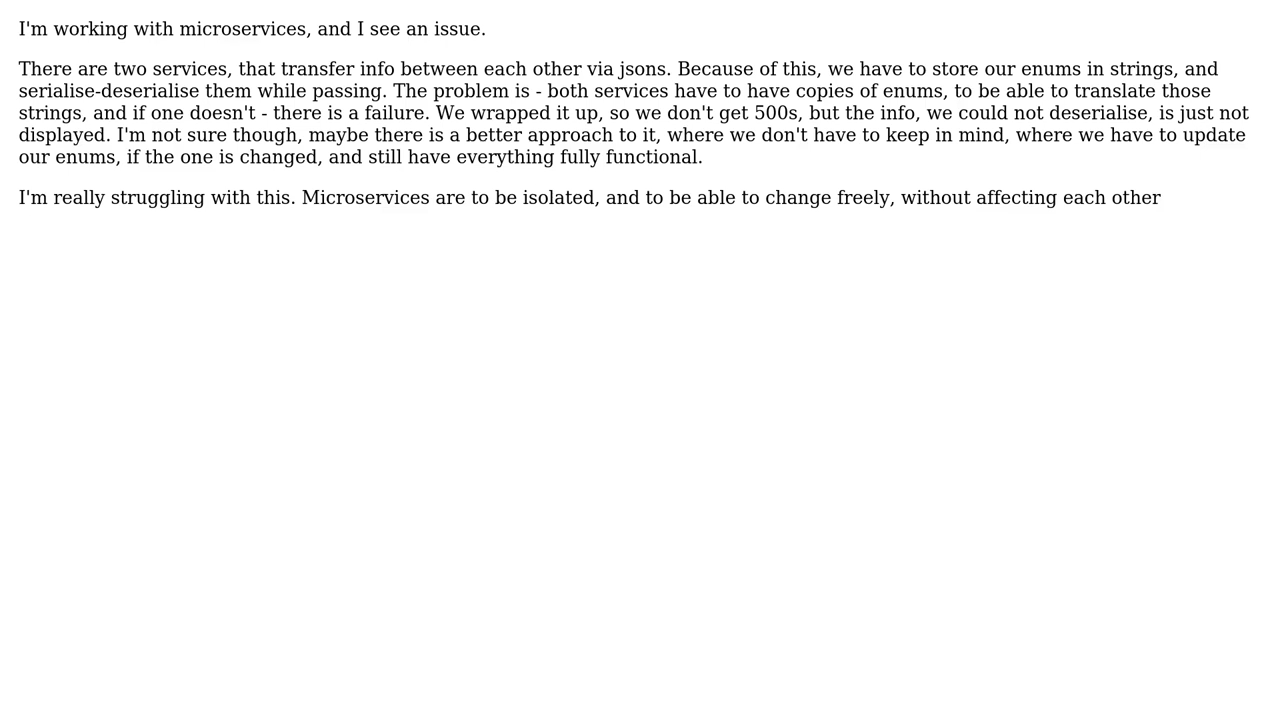 I'm working with microservices, and I see an issue.
There are two services, that transfer info between each other via jsons. Because of this, we have to store our enums in strings, and
serialise-deserialise them while passing. The problem is - both services have to have copies of enums, to be able to translate those
strings, and if one doesn't - there is a failure. We wrapped it up, so we don't get 500s, but the info, we could not deserialise, is just not
displayed. I'm not sure though, maybe there is a better approach to it, where we don't have to keep in mind, where we have to update
our enums, if the one is changed, and still have everything fully functional.
I'm really struggling with this. Microservices are to be isolated, and to be able to change freely, without affecting each other